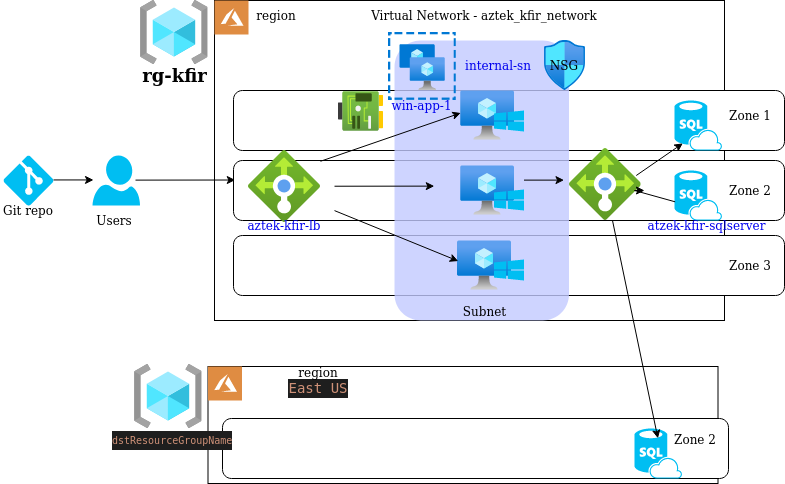 region
Virtual Network - aztek_kfir_network
rg-kfir
internal-sn
NSG
win-app-1
Zone 1
SQL
Git repo
Users
aztek-kfir-lb
Zone 2
SQL
atzek-kfir-sqlserver
Zone 3
Subnet
region
East US
dstResourceGroupName
Zone 2
SQL